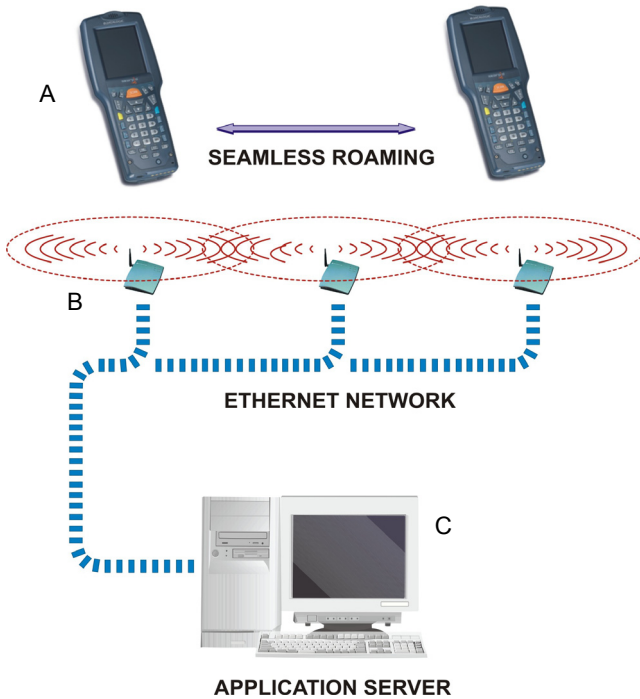 A
SEAMLESS ROAMING
B
ETHERNET NETWORK
C
APPLICATION SERVER